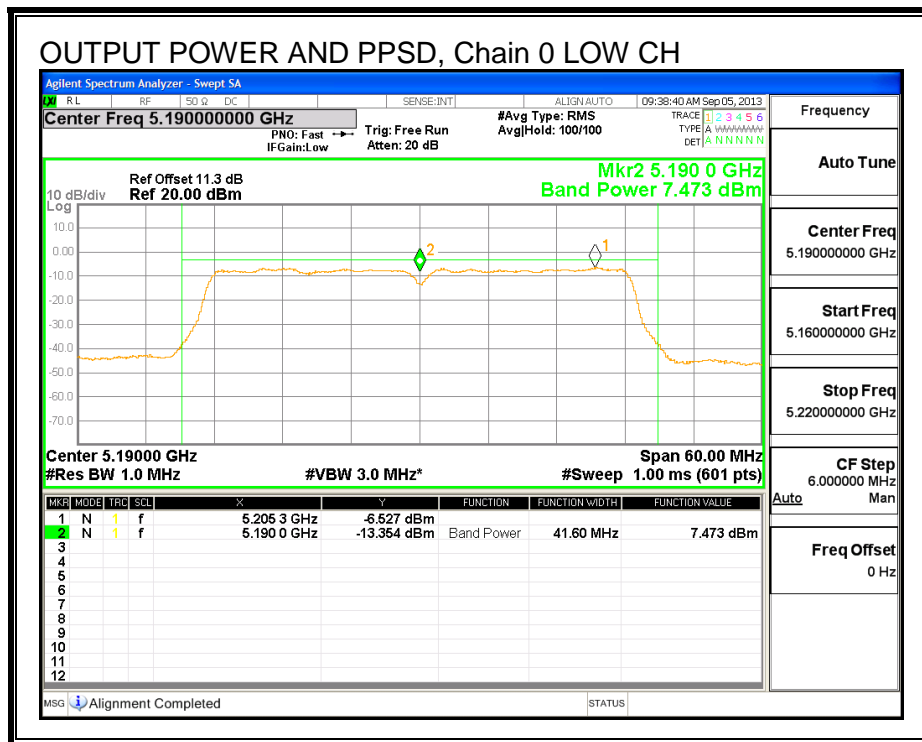 OUTPUT POWER AND PPSD, Chain 0 LOW CH
Agilent Spectrum Analyzer - Swept SA
LXI RL RF 50 Ω DC SENSE:INT ALIGN AUTO 09:38:40 AM Sep 05, 2013
Center Freq 5.190000000 GHz
PNO: Fast
IFGain:Low
Trig: Free Run
Atten: 20 dB
#Avg Type: RMS
Avg|Hold: 100/100
TRACE 1 2 3 4 5 6
TYPE A WWWWW
DET A N N N N N
Ref Offset 11.3 dB
10 dB/div Ref 20.00 dBm
Log
Mkr2 5.190 0 GHz
Band Power 7.473 dBm
10.0
0.00
-10.0
-20.0
-30.0
-40.0
-50.0
-60.0
-70.0
2
1
Center 5.19000 GHz Span 60.00 MHz
#Res BW 1.0 MHz #VBW 3.0 MHz* #Sweep 1.00 ms (601 pts)
MKR MODE TRC SCL X Y FUNCTION FUNCTION WIDTH FUNCTION VALUE
1 N 1 f 5.205 3 GHz -6.527 dBm
2 N 1 f 5.190 0 GHz -13.354 dBm Band Power 41.60 MHz 7.473 dBm
3
4
5
6
7
8
9
10
11
12
MSG Alignment Completed STATUS
Frequency
Auto Tune
Center Freq
5.190000000 GHz
Start Freq
5.160000000 GHz
Stop Freq
5.220000000 GHz
CF Step
6.000000 MHz
Auto Man
Freq Offset
0 Hz